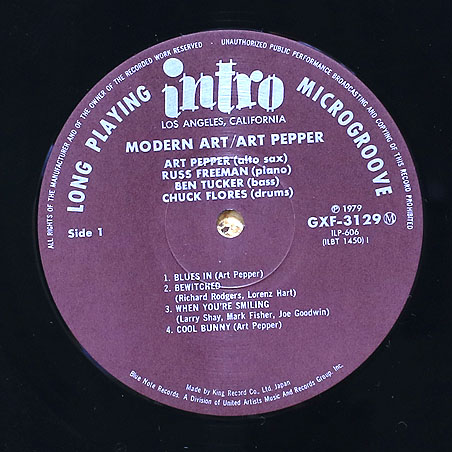 ALL RIGHTS OF THE MANUFACTURER AND OF THE OWNER OF THE RECORDED WORK RESERVED · UNAUTHORIZED PUBLIC PERFORMANCE BROADCASTING AND COPYING OF THIS RECORD PROHIBITED
LONG PLAYING MICROGROOVE
intro
LOS ANGELES, CALIFORNIA
MODERN ART/ART PEPPER
ART PEPPER (alto sax)
RUSS FREEMAN (piano)
BEN TUCKER (bass)
CHUCK FLORES (drums)
℗ 1979
GXF-3129 Ⓜ
ILP-606
(ILBT 1450) I
Side 1
1. BLUES IN (Art Pepper)
2. BEWITCHED
(Richard Rodgers, Lorenz Hart)
3. WHEN YOU'RE SMILING
(Larry Shay, Mark Fisher, Joe Goodwin)
4. COOL BUNNY (Art Pepper)
Made by King Record Co., Ltd. Japan
Blue Note Records. A Division of United Artists Music And Records Group, Inc.